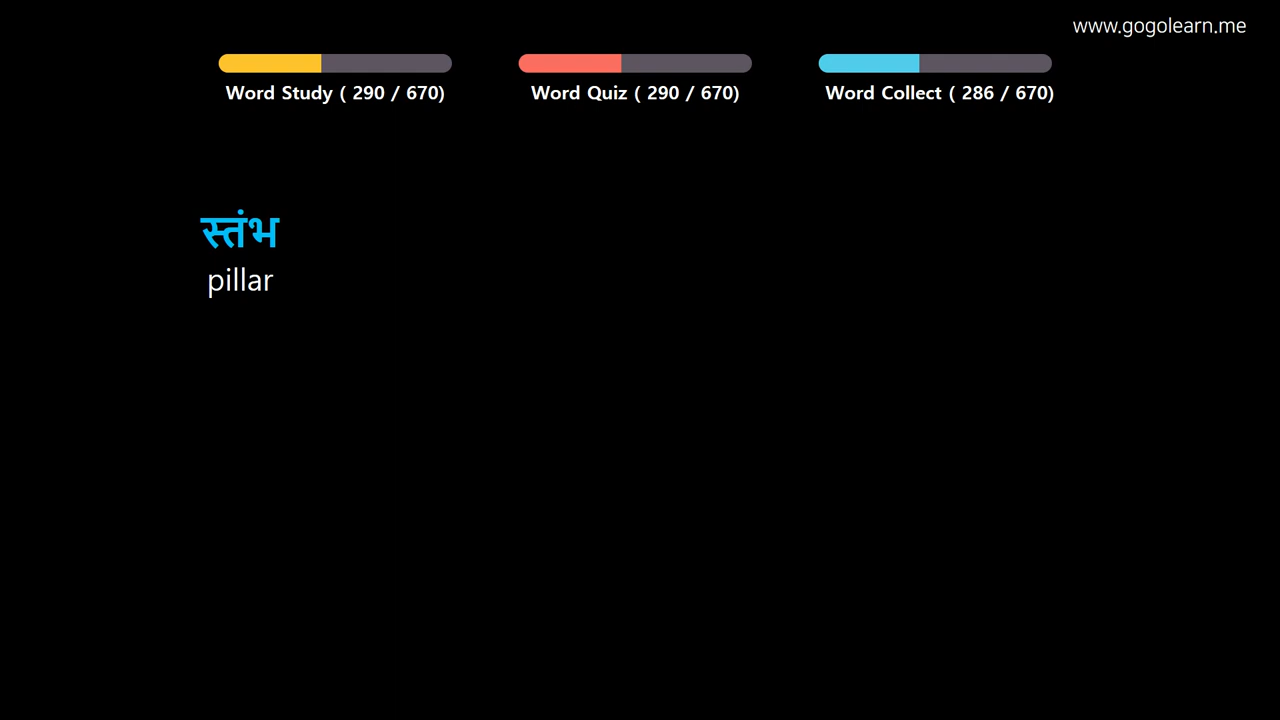 www.gogolearn.me
Word Study ( 290 / 670)
Word Quiz ( 290 / 670)
Word Collect ( 286 / 670)
स्तंभ
pillar